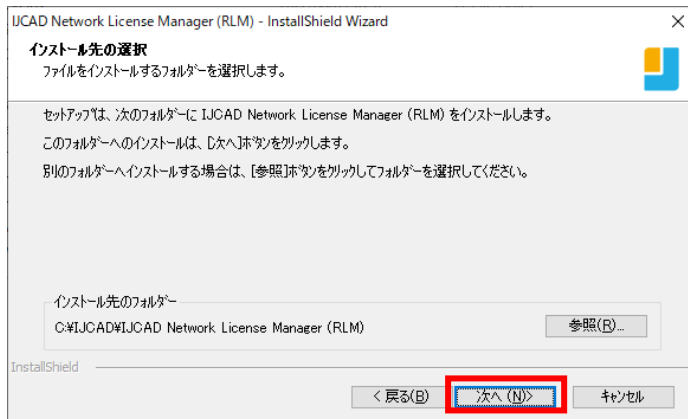 IJCAD Network License Manager (RLM) - InstallShield Wizard
インストール先の選択
ファイルをインストールするフォルダーを選択します。
セットアップは、次のフォルダーに IJCAD Network License Manager (RLM) をインストールします。
このフォルダーへのインストールは、[次へ]ボタンをクリックします。
別のフォルダーへインストールする場合は、[参照]ボタンをクリックしてフォルダーを選択してください。
インストール先のフォルダー
C:¥IJCAD¥IJCAD Network License Manager (RLM)
参照(R)...
InstallShield
< 戻る(B)
次へ (N)>
キャンセル